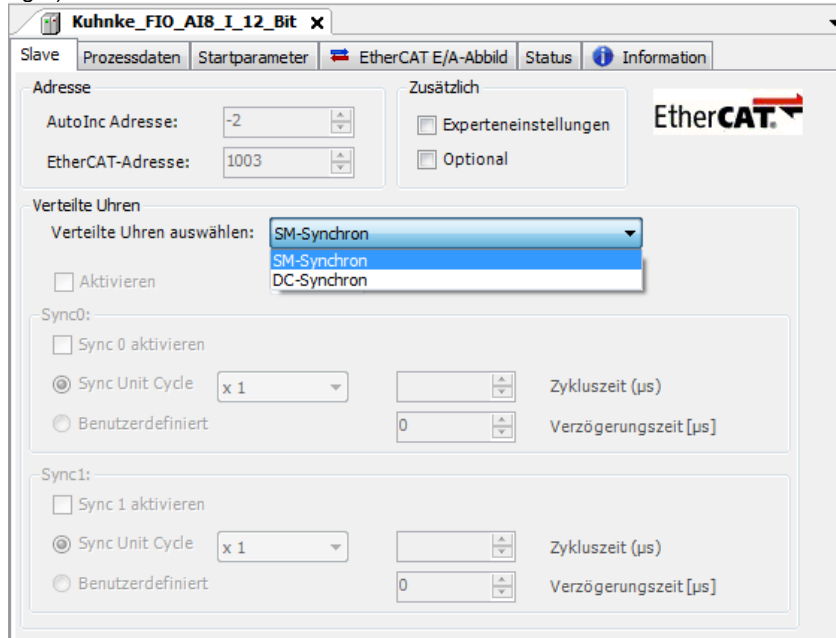 Kuhnke_FIO_AI8_I_12_Bit X
Slave Prozessdaten Startparameter EtherCAT E/A-Abbild Status Information
Adresse
AutoInc Adresse: -2
EtherCAT-Adresse: 1003
Zusätzlich
Experteneinstellungen
Optional
EtherCAT.
Verteilte Uhren
Verteilte Uhren auswählen: SM-Synchron
SM-Synchron
DC-Synchron
Aktivieren
Sync0:
Sync 0 aktivieren
Sync Unit Cycle x 1 Zykluszeit (µs)
Benutzerdefiniert 0 Verzögerungszeit[µs]
Sync1:
Sync 1 aktivieren
Sync Unit Cycle x 1 Zykluszeit (µs)
Benutzerdefiniert 0 Verzögerungszeit[µs]